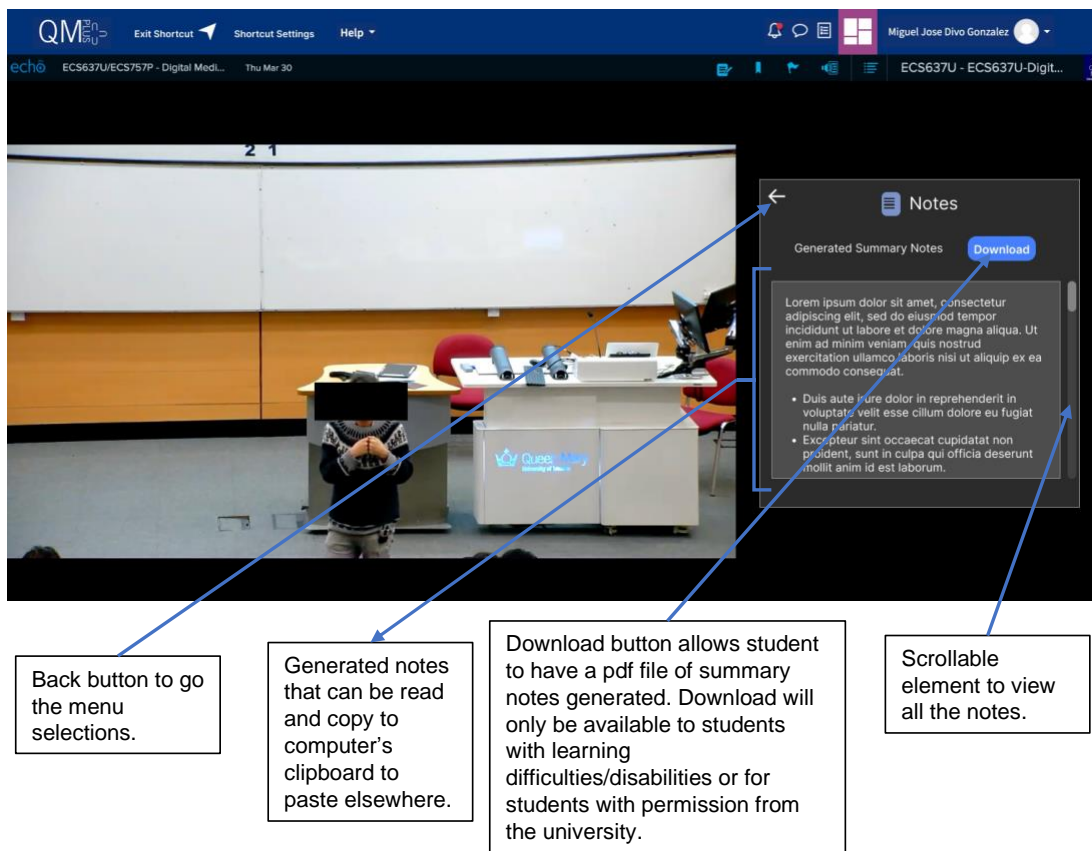 QM PLUS
Exit Shortcut
Shortcut Settings
Help
Miguel Jose Divo Gonzalez
echo
ECS637U/ECS757P - Digital Medi...
Thu Mar 30
ECS637U - ECS637U-Digit...
2 1
Queen Mary
University of London
Notes
Generated Summary Notes
Download
Lorem ipsum dolor sit amet, consectetur
adipiscing elit, sed do eiusmod tempor
incididunt ut labore et dolore magna aliqua. Ut
enim ad minim veniam, quis nostrud
exercitation ullamco laboris nisi ut aliquip ex ea
commodo consequat.
• Duis aute irure dolor in reprehenderit in
voluptate velit esse cillum dolore eu fugiat
nulla pariatur.
• Excepteur sint occaecat cupidatat non
proident, sunt in culpa qui officia deserunt
mollit anim id est laborum.
Back button to go
the menu
selections.
Generated notes
that can be read
and copy to
computer’s
clipboard to
paste elsewhere.
Download button allows student
to have a pdf file of summary
notes generated. Download will
only be available to students
with learning
difficulties/disabilities or for
students with permission from
the university.
Scrollable
element to view
all the notes.